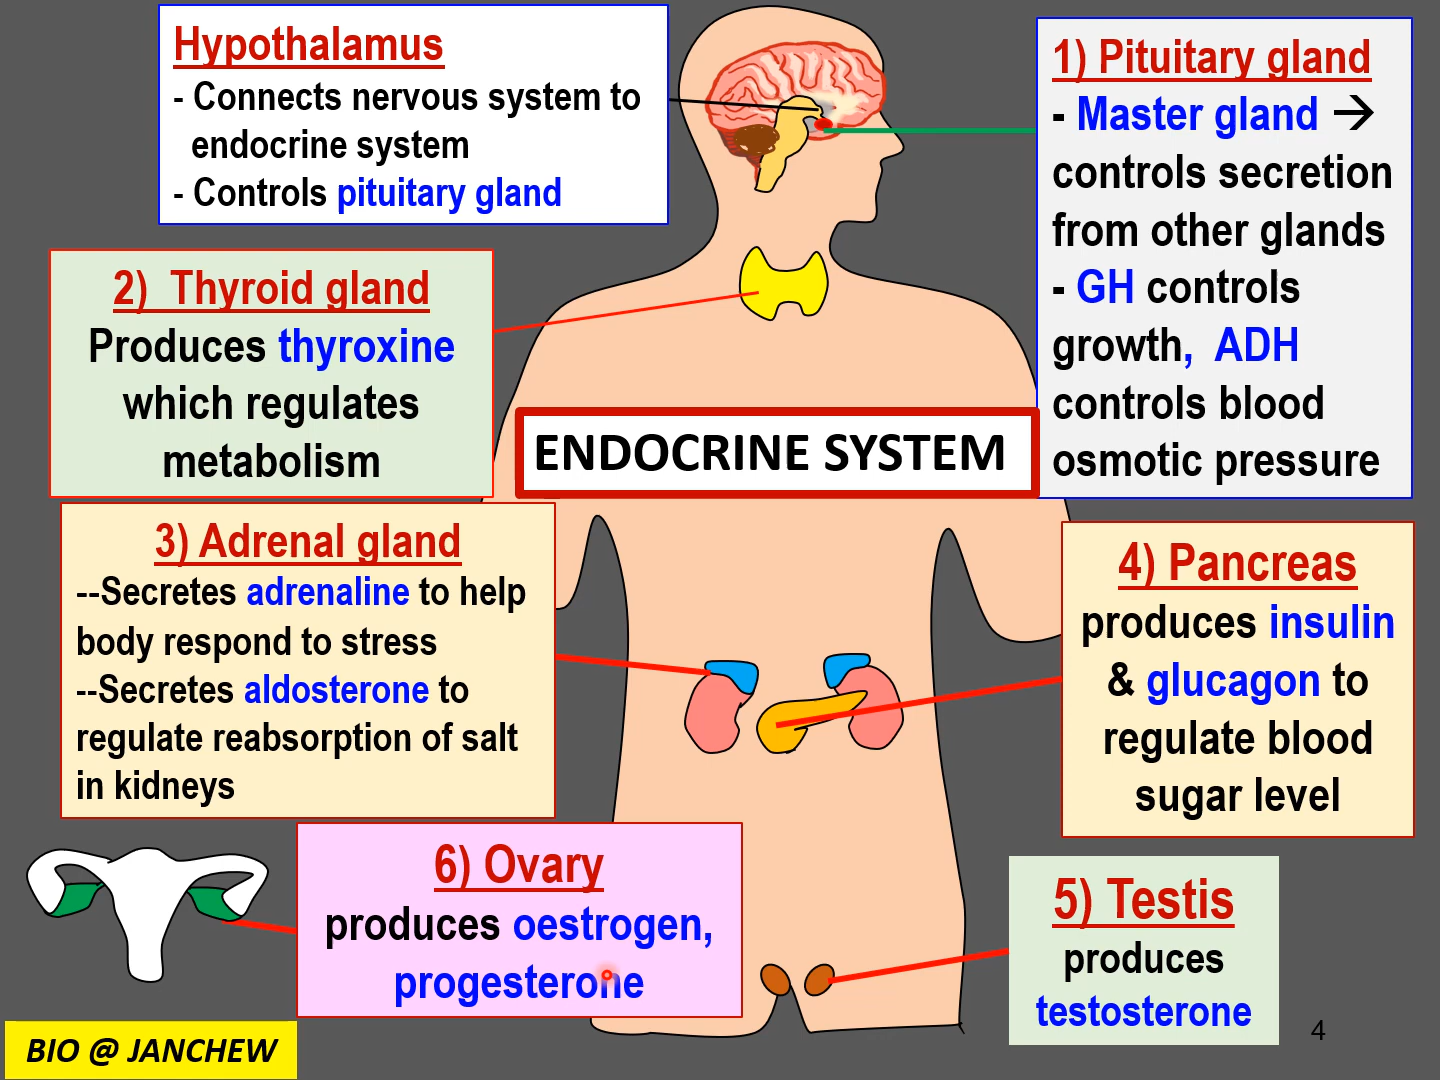 Hypothalamus
- Connects nervous system to
endocrine system
- Controls pituitary gland
1) Pituitary gland
- Master gland →
controls secretion
from other glands
- GH controls
growth, ADH
controls blood
osmotic pressure
2) Thyroid gland
Produces thyroxine
which regulates
metabolism
ENDOCRINE SYSTEM
3) Adrenal gland
--Secretes adrenaline to help
body respond to stress
--Secretes aldosterone to
regulate reabsorption of salt
in kidneys
4) Pancreas
produces insulin
& glucagon to
regulate blood
sugar level
6) Ovary
produces oestrogen,
progesterone
5) Testis
produces
testosterone
BIO @ JANCHEW
4